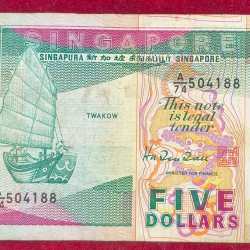 SINGAPORE
SINGAPURA 新加坡 சிங்கப்பூர் SINGAPORE
A/74 504188
TWAKOW
This note
is legal
tender
MINISTER FOR FINANCE
504188
FIVE
DOLLARS